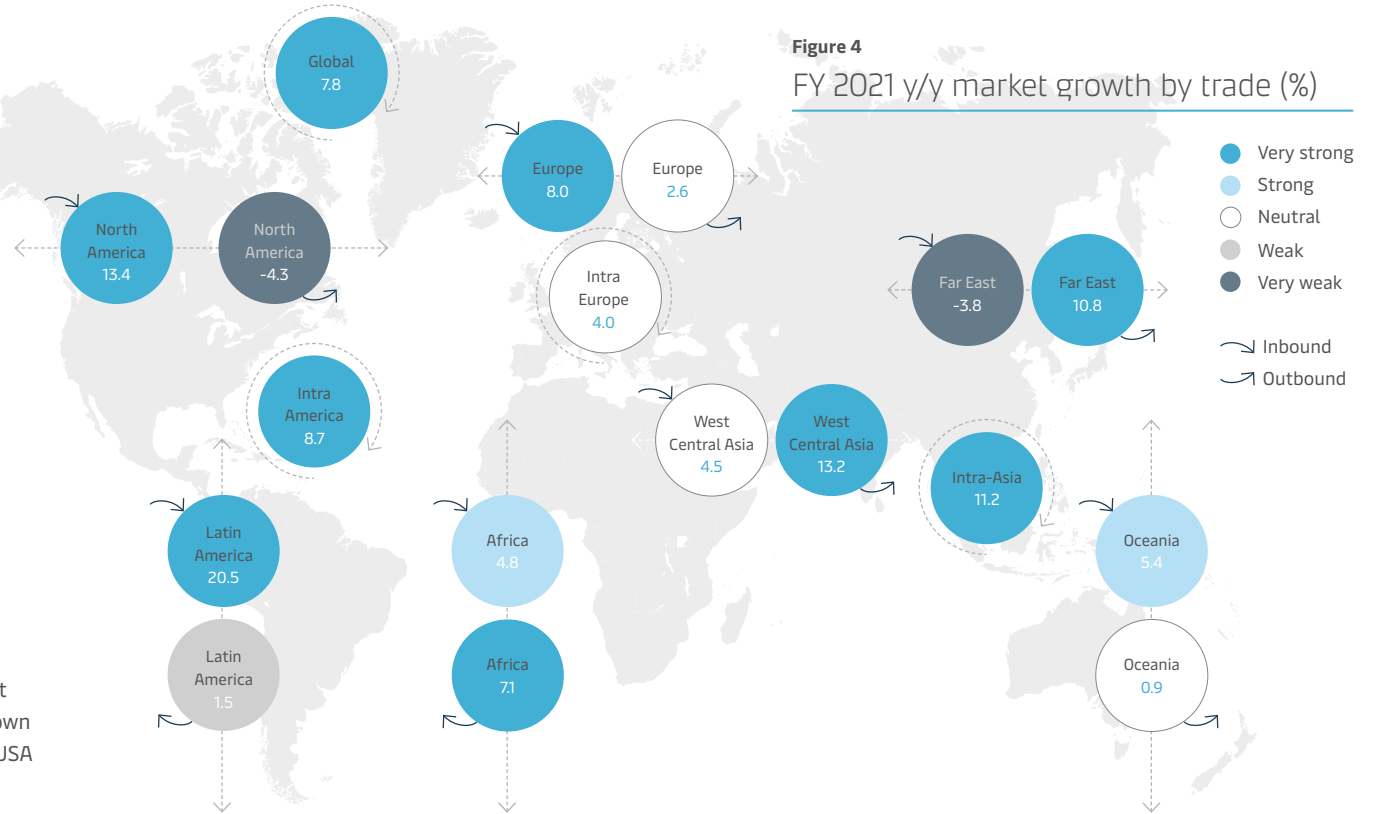 Figure 4
FY 2021 y/y market growth by trade (%)
Very strong
Strong
Neutral
Weak
Very weak
Inbound
Outbound
Global
7.8
Europe
8.0
Europe
2.6
North
America
13.4
North
America
-4.3
Intra
Europe
4.0
Far East
-3.8
Far East
10.8
Intra
America
8.7
West
Central Asia
4.5
West
Central Asia
13.2
Intra-Asia
11.2
Latin
America
20.5
Africa
4.8
Oceania
5.4
Latin
America
1.5
Africa
7.1
Oceania
0.9
USA